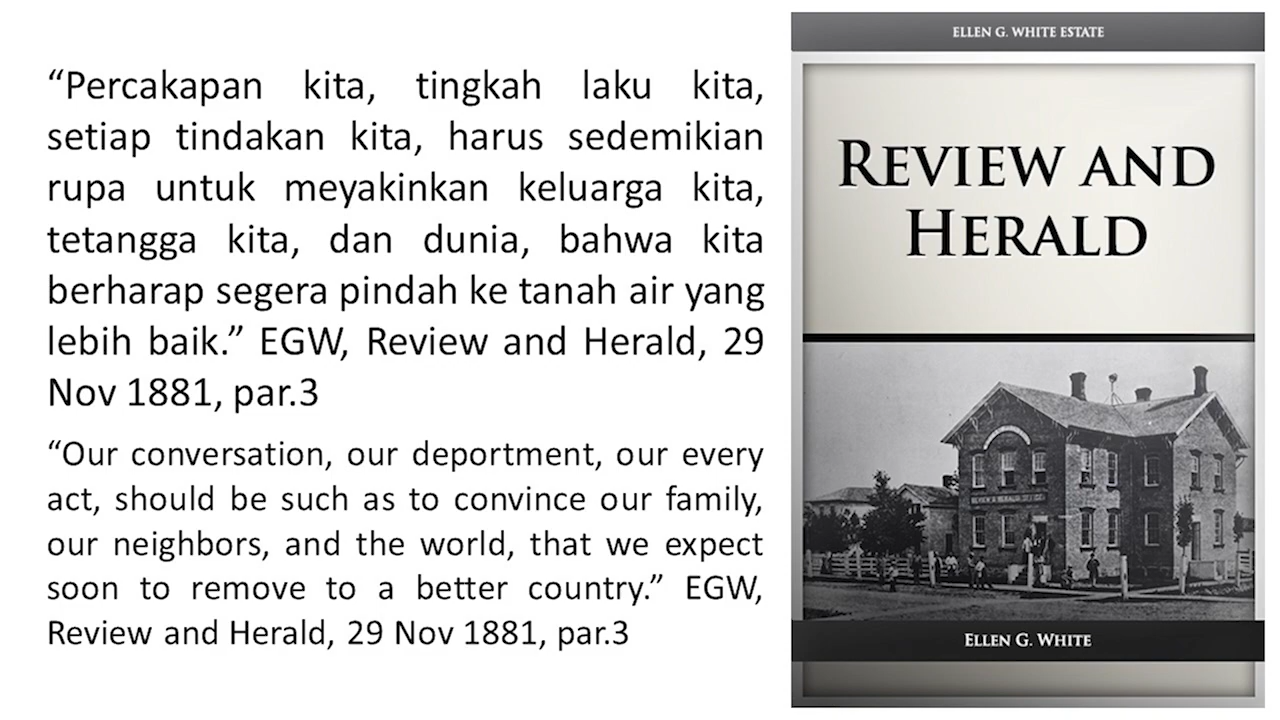 “Percakapan kita, tingkah laku kita,
setiap tindakan kita, harus sedemikian
rupa untuk meyakinkan keluarga kita,
tetangga kita, dan dunia, bahwa kita
berharap segera pindah ke tanah air yang
lebih baik.” EGW, Review and Herald, 29
Nov 1881, par.3
“Our conversation, our deportment, our every
act, should be such as to convince our family,
our neighbors, and the world, that we expect
soon to remove to a better country.” EGW,
Review and Herald, 29 Nov 1881, par.3
ELLEN G. WHITE ESTATE
REVIEW AND
HERALD
REVIEW & HERALD OFFICE
ELLEN G. WHITE